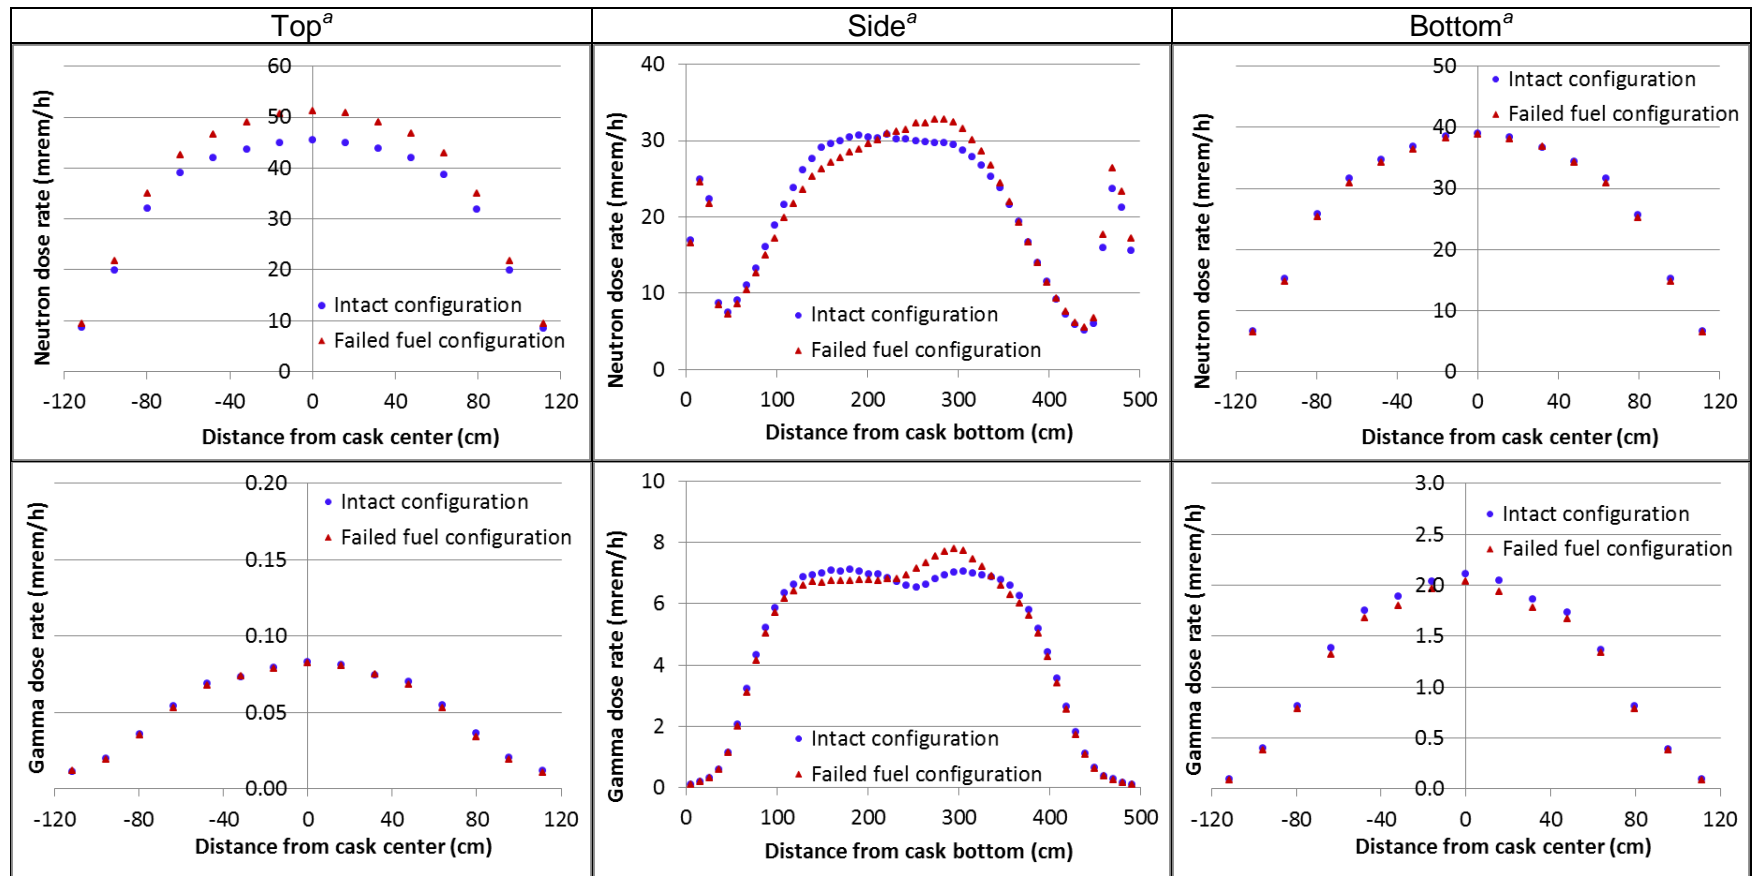 Top^a
Side^a
Bottom^a
Neutron dose rate (mrem/h)
60
50
40
30
20
10
0
Intact configuration
Failed fuel configuration
-120 -80 -40 0 40 80 120
Distance from cask center (cm)
Neutron dose rate (mrem/h)
40
30
20
10
0
Intact configuration
Failed fuel configuration
0 100 200 300 400 500
Distance from cask bottom (cm)
Neutron dose rate (mrem/h)
50
40
30
20
10
0
Intact configuration
Failed fuel configuration
-120 -80 -40 0 40 80 120
Distance from cask center (cm)
Gamma dose rate (mrem/h)
0.20
0.15
0.10
0.05
0.00
Intact configuration
Failed fuel configuration
-120 -80 -40 0 40 80 120
Distance from cask center (cm)
Gamma dose rate (mrem/h)
10
8
6
4
2
0
Intact configuration
Failed fuel configuration
0 100 200 300 400 500
Distance from cask bottom (cm)
Gamma dose rate (mrem/h)
3.0
2.5
2.0
1.5
1.0
0.5
0.0
Intact configuration
Failed fuel configuration
-120 -80 -40 0 40 80 120
Distance from cask center (cm)